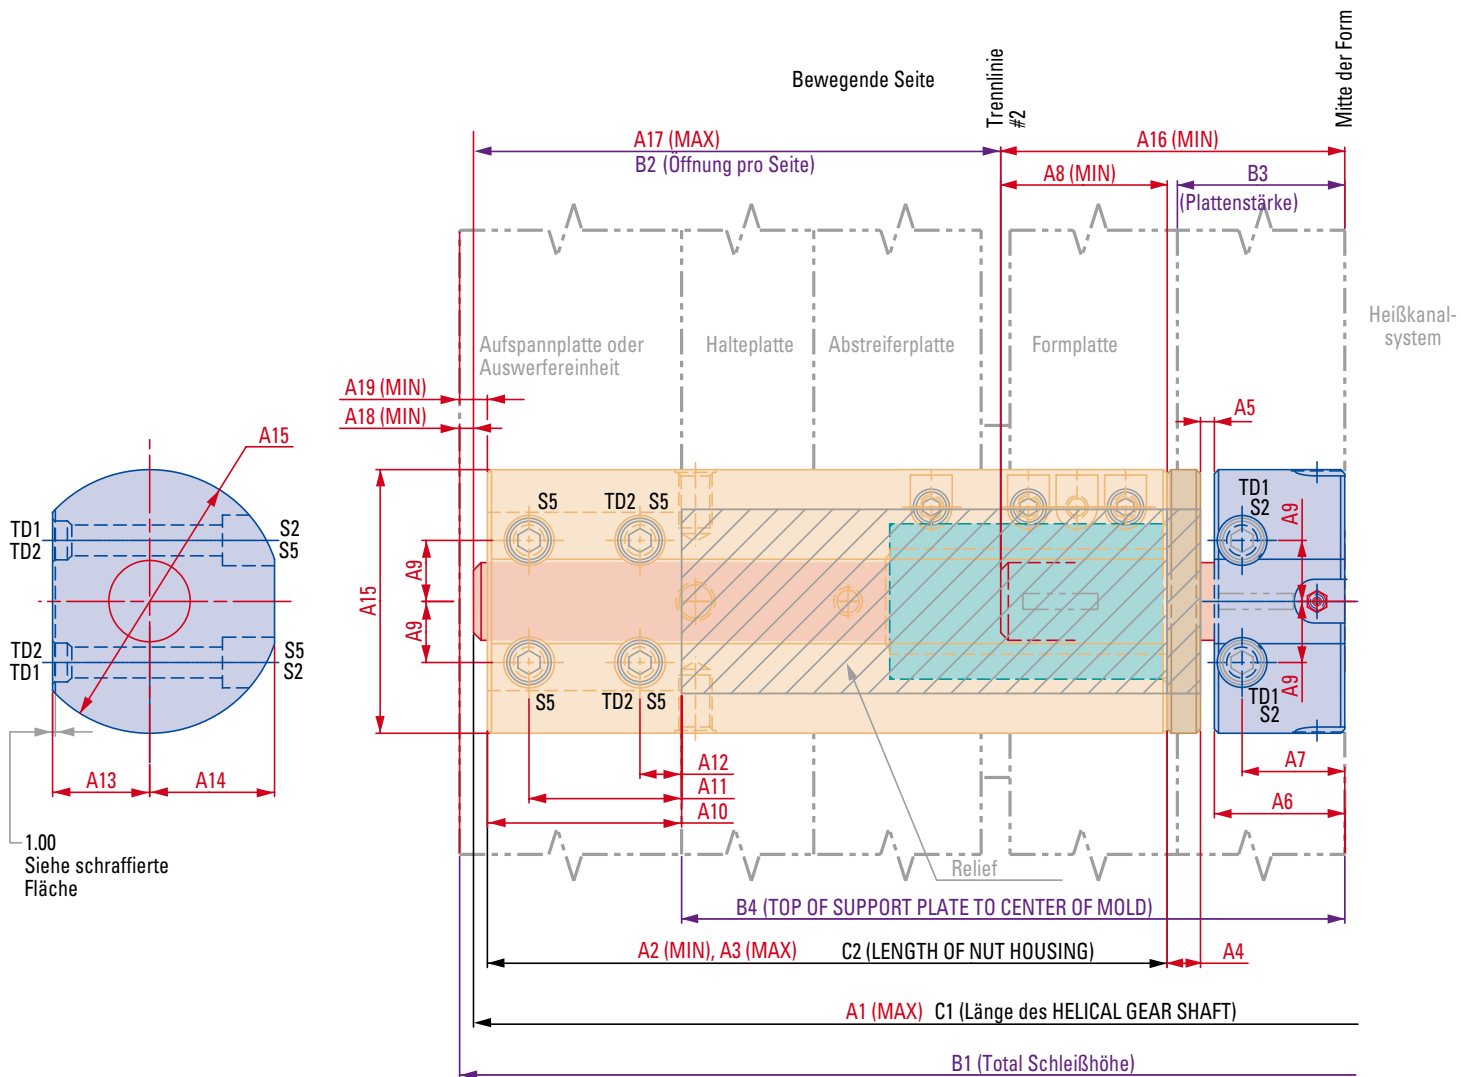 Bewegende Seite
Trennlinie
#2
Mitte der Form
A17 (MAX)
B2 (Öffnung pro Seite)
A16 (MIN)
A8 (MIN)
B3
(Plattenstärke)
Aufspannplatte oder
Auswerfereinheit
Halteplatte
Abstreiferplatte
Formplatte
Heißkanal-
system
A19 (MIN)
A18 (MIN)
A5
A15
TD1
TD2
S2
S5
TD2
TD1
S5
S2
A13
A14
1.00
Siehe schraffierte
Fläche
A15
A9
A9
S5
TD2
S5
S5
TD2
S5
TD1
S2
A9
A9
TD1
S2
A12
A11
A10
A7
A6
Relief
B4 (TOP OF SUPPORT PLATE TO CENTER OF MOLD)
A2 (MIN), A3 (MAX)
C2 (LENGTH OF NUT HOUSING)
A4
A1 (MAX)
C1 (Länge des HELICAL GEAR SHAFT)
B1 (Total Schleißhöhe)